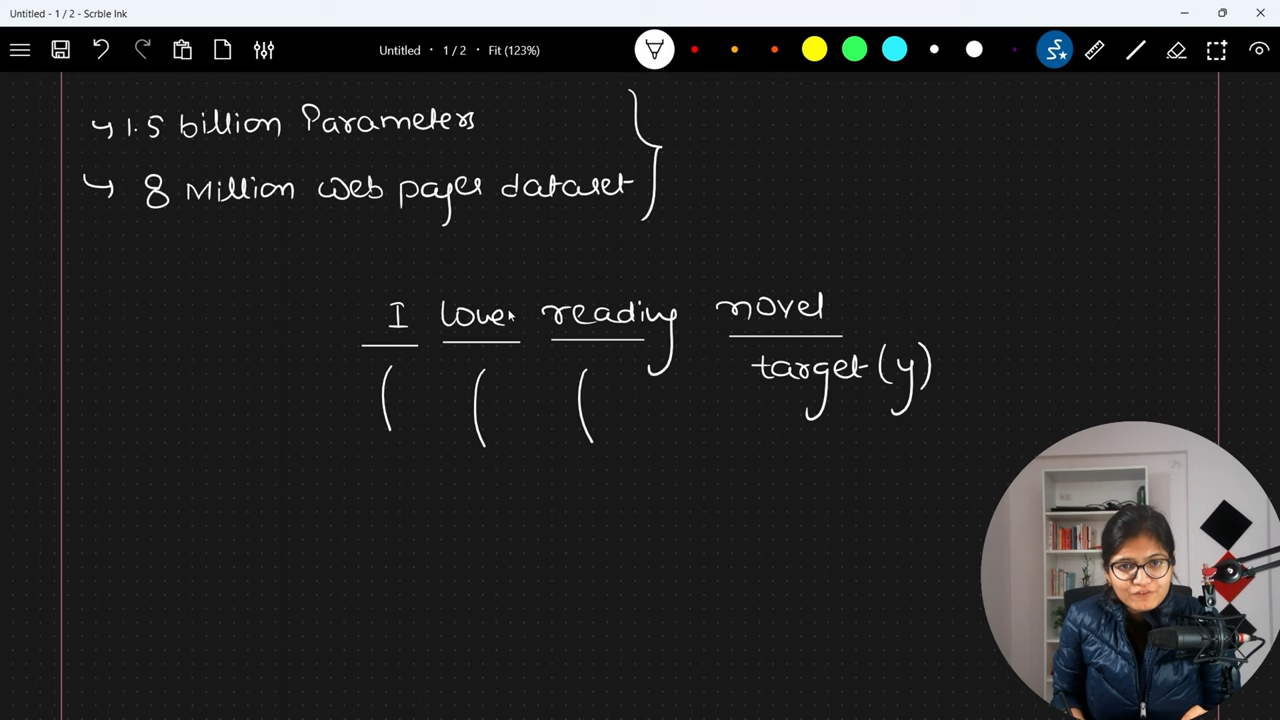 Untitled - 1 / 2 - Scrble Ink
Untitled • 1 / 2 • Fit (123%)
1.5 billion Parameters
8 Million web pages dataset
I love reading novel
target (y)